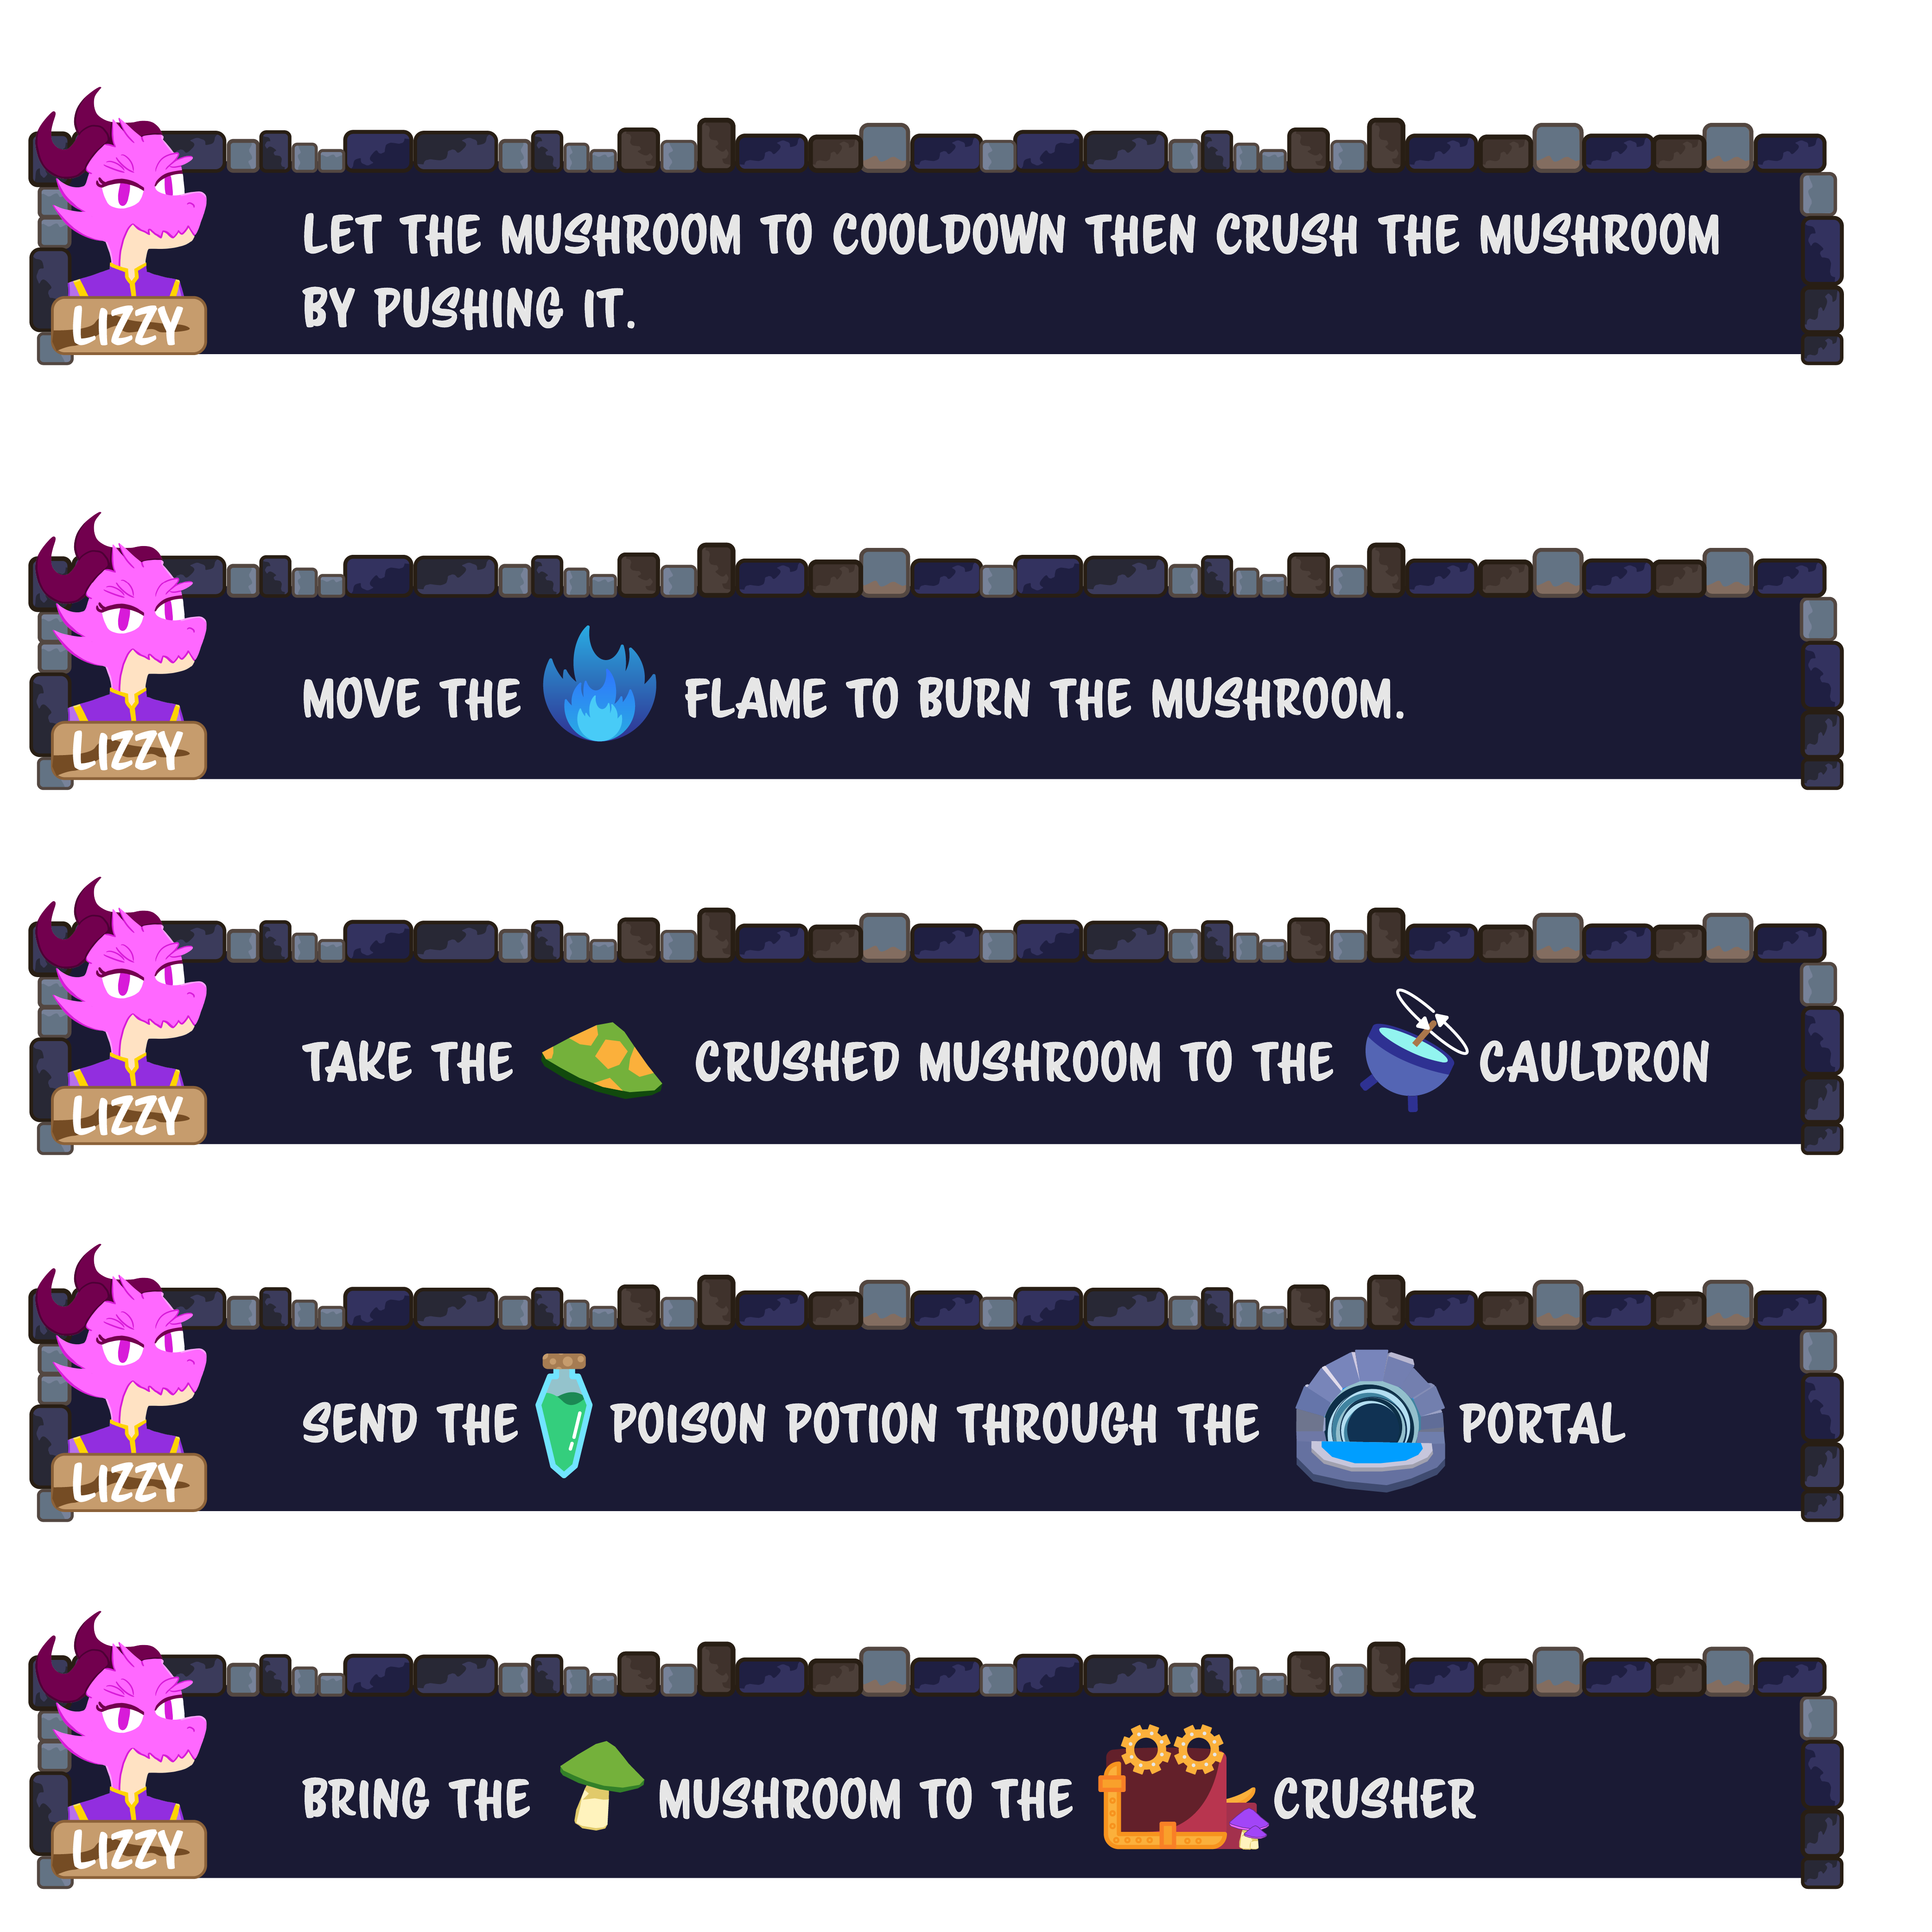 LET THE MUSHROOM TO COOLDOWN THEN CRUSH THE MUSHROOM
BY PUSHING IT.
LIZZY
MOVE THE FLAME TO BURN THE MUSHROOM.
LIZZY
TAKE THE CRUSHED MUSHROOM TO THE CAULDRON
LIZZY
SEND THE POISON POTION THROUGH THE PORTAL
LIZZY
BRING THE MUSHROOM TO THE CRUSHER
LIZZY